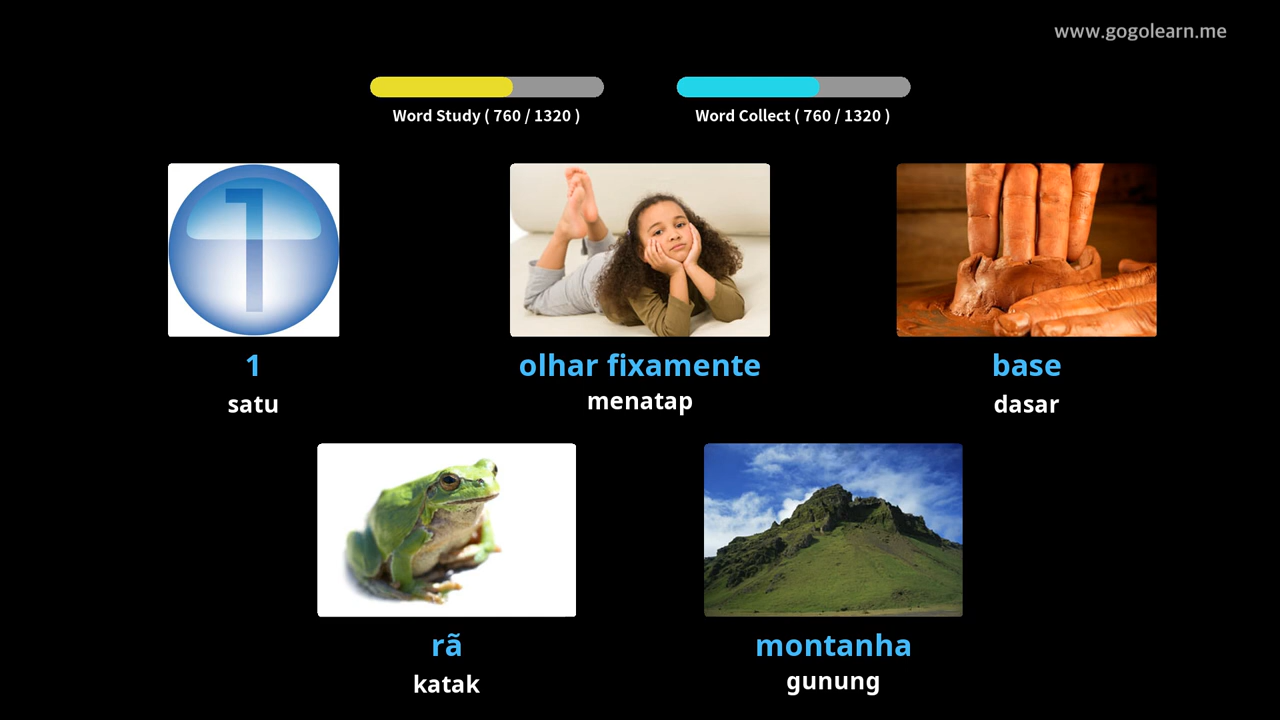 www.gogolearn.me
Word Study ( 760 / 1320 )
Word Collect ( 760 / 1320 )
1
1
satu
olhar fixamente
menatap
base
dasar
rã
katak
montanha
gunung